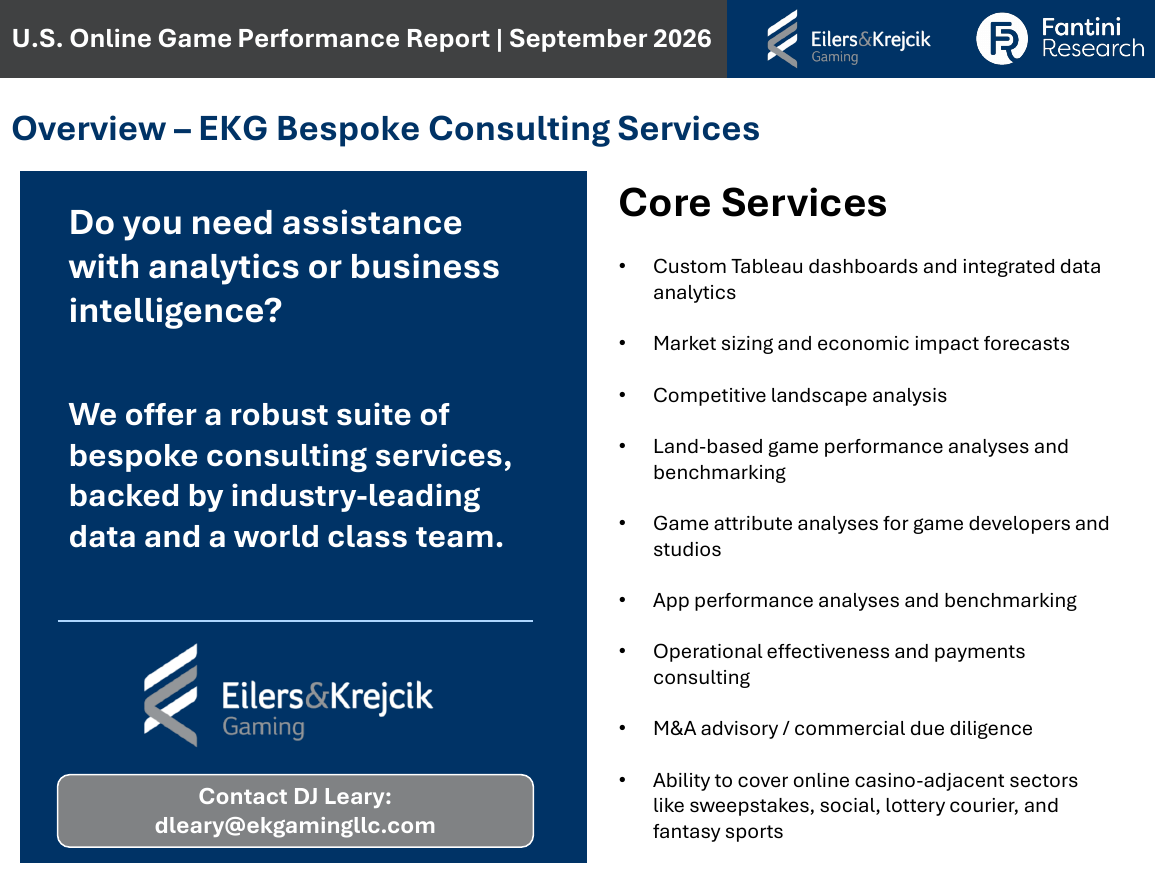 U.S. Online Game Performance Report | September 2026
Eilers&Krejcik
Gaming
Fantini
Research
Overview – EKG Bespoke Consulting Services
Do you need assistance
with analytics or business
intelligence?
We offer a robust suite of
bespoke consulting services,
backed by industry-leading
data and a world class team.
Eilers&Krejcik
Gaming
Contact DJ Leary:
dleary@ekgamingllc.com
Core Services
• Custom Tableau dashboards and integrated data
analytics
• Market sizing and economic impact forecasts
• Competitive landscape analysis
• Land-based game performance analyses and
benchmarking
• Game attribute analyses for game developers and
studios
• App performance analyses and benchmarking
• Operational effectiveness and payments
consulting
• M&A advisory / commercial due diligence
• Ability to cover online casino-adjacent sectors
like sweepstakes, social, lottery courier, and
fantasy sports